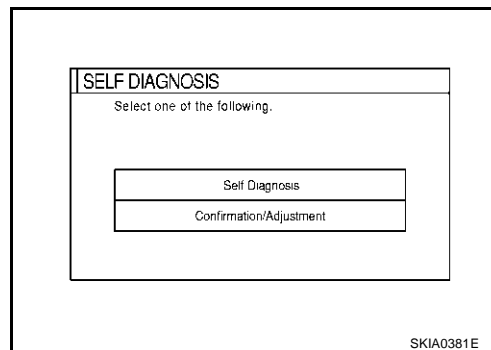 SELF DIAGNOSIS
Select one of the following.
Self Diagnosis
Confirmation/Adjustment
SKIA0381E